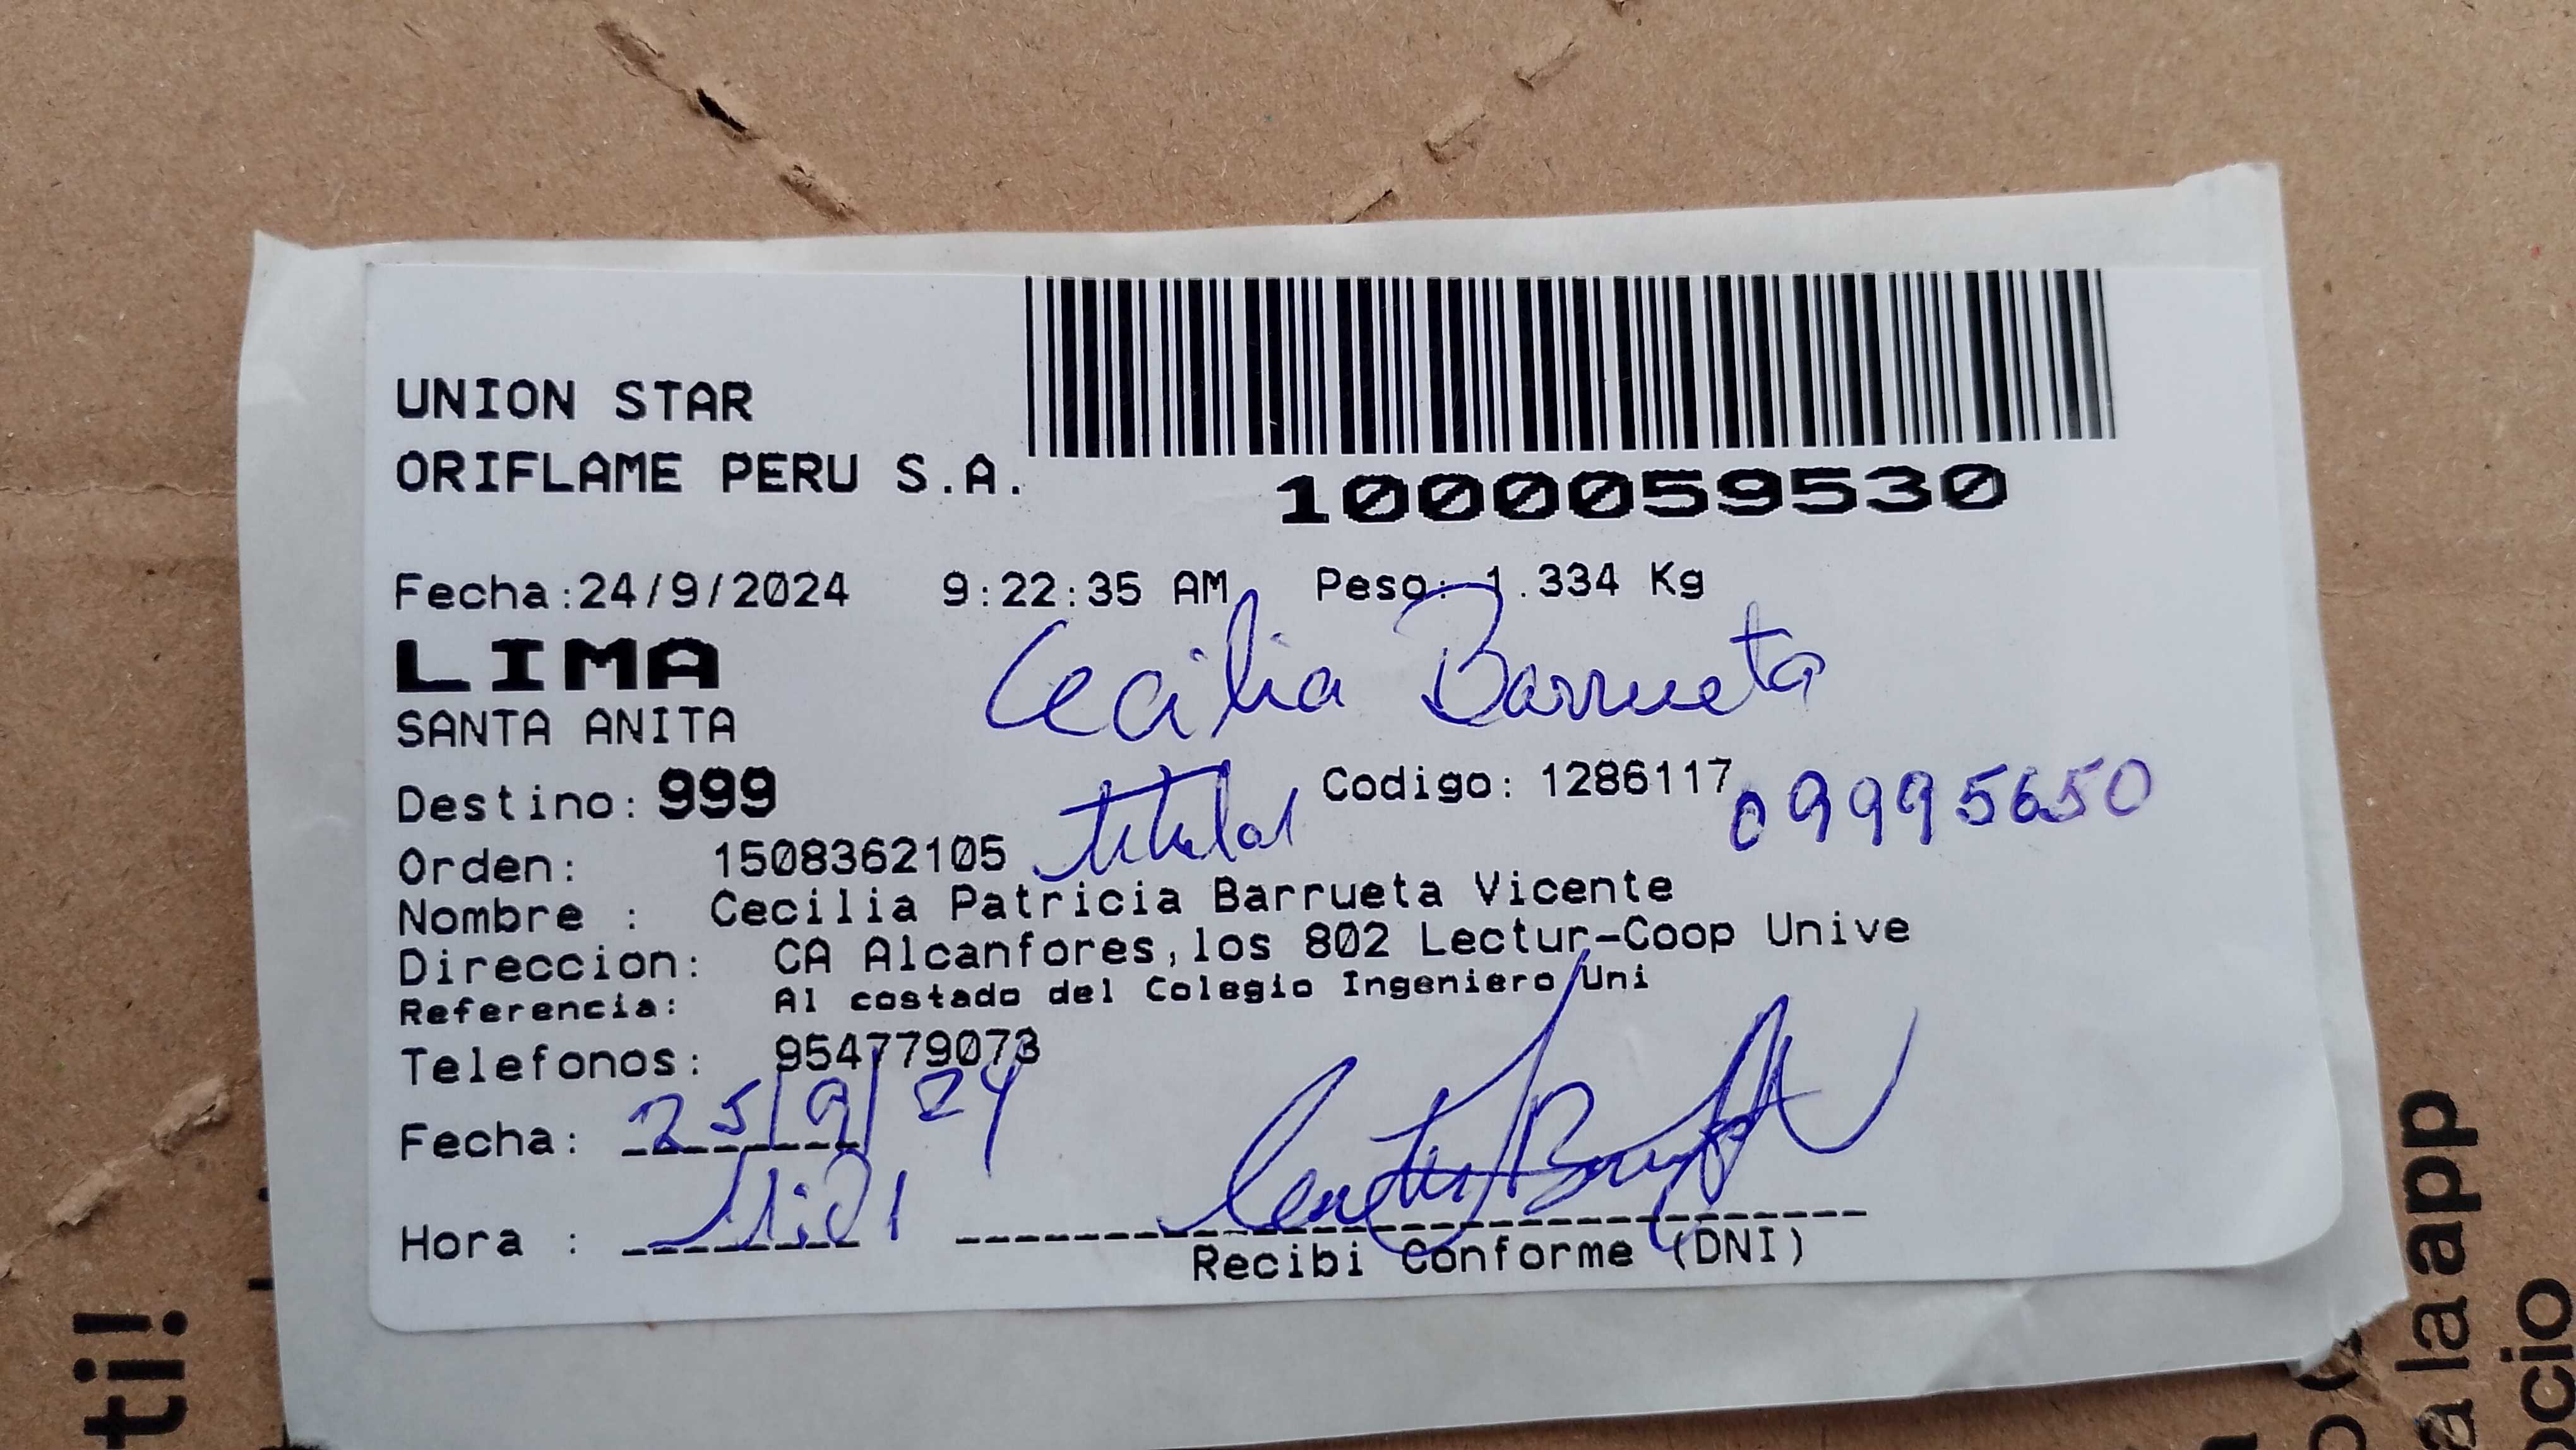 UNION STAR
ORIFLAME PERU S.A.
1000059530
Fecha:24/9/2024 9:22:35 AM Peso: 1.334 Kg
LIMA
Cecilia Barrueta
SANTA ANITA
Destino: 999
titular
Codigo: 1286117
09995650
Orden: 1508362105
Nombre : Cecilia Patricia Barrueta Vicente
Direccion: CA Alcanfores,los 802 Lectur-Coop Unive
Referencia: Al costado del Colegio Ingeniero Uni
Telefonos: 954779073
Fecha: 25/9/24
Hora : 11:01
Recibi Conforme (DNI)
ti!
la app
ocio